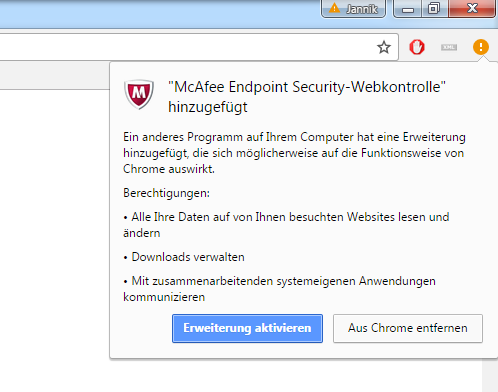 Jannik
XML
"McAfee Endpoint Security-Webkontrolle"
hinzugefügt
Ein anderes Programm auf Ihrem Computer hat eine Erweiterung
hinzugefügt, die sich möglicherweise auf die Funktionsweise von
Chrome auswirkt.
Berechtigungen:
• Alle Ihre Daten auf von Ihnen besuchten Websites lesen und
ändern
• Downloads verwalten
• Mit zusammenarbeitenden systemeigenen Anwendungen
kommunizieren
Erweiterung aktivieren Aus Chrome entfernen